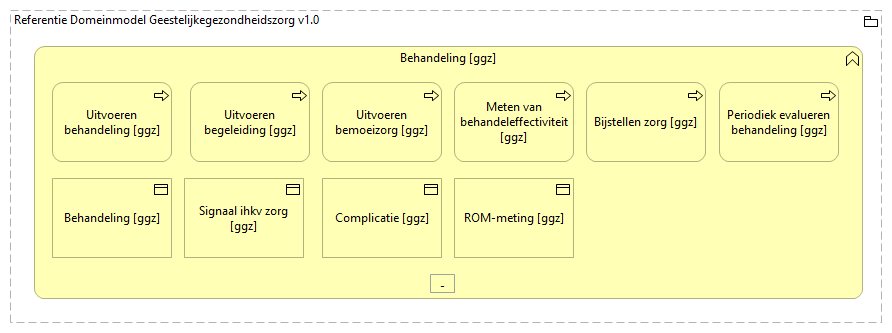 Referentie Domeinmodel Geestelijkegezondheidszorg v1.0
Behandeling [ggz]
Uitvoeren
behandeling [ggz]
Uitvoeren
begeleiding [ggz]
Uitvoeren
bemoeizorg [ggz]
Meten van
behandeleffectiviteit
[ggz]
Bijstellen zorg [ggz]
Periodiek evalueren
behandeling [ggz]
Behandeling [ggz]
Signaal ihkv zorg
[ggz]
Complicatie [ggz]
ROM-meting [ggz]
-